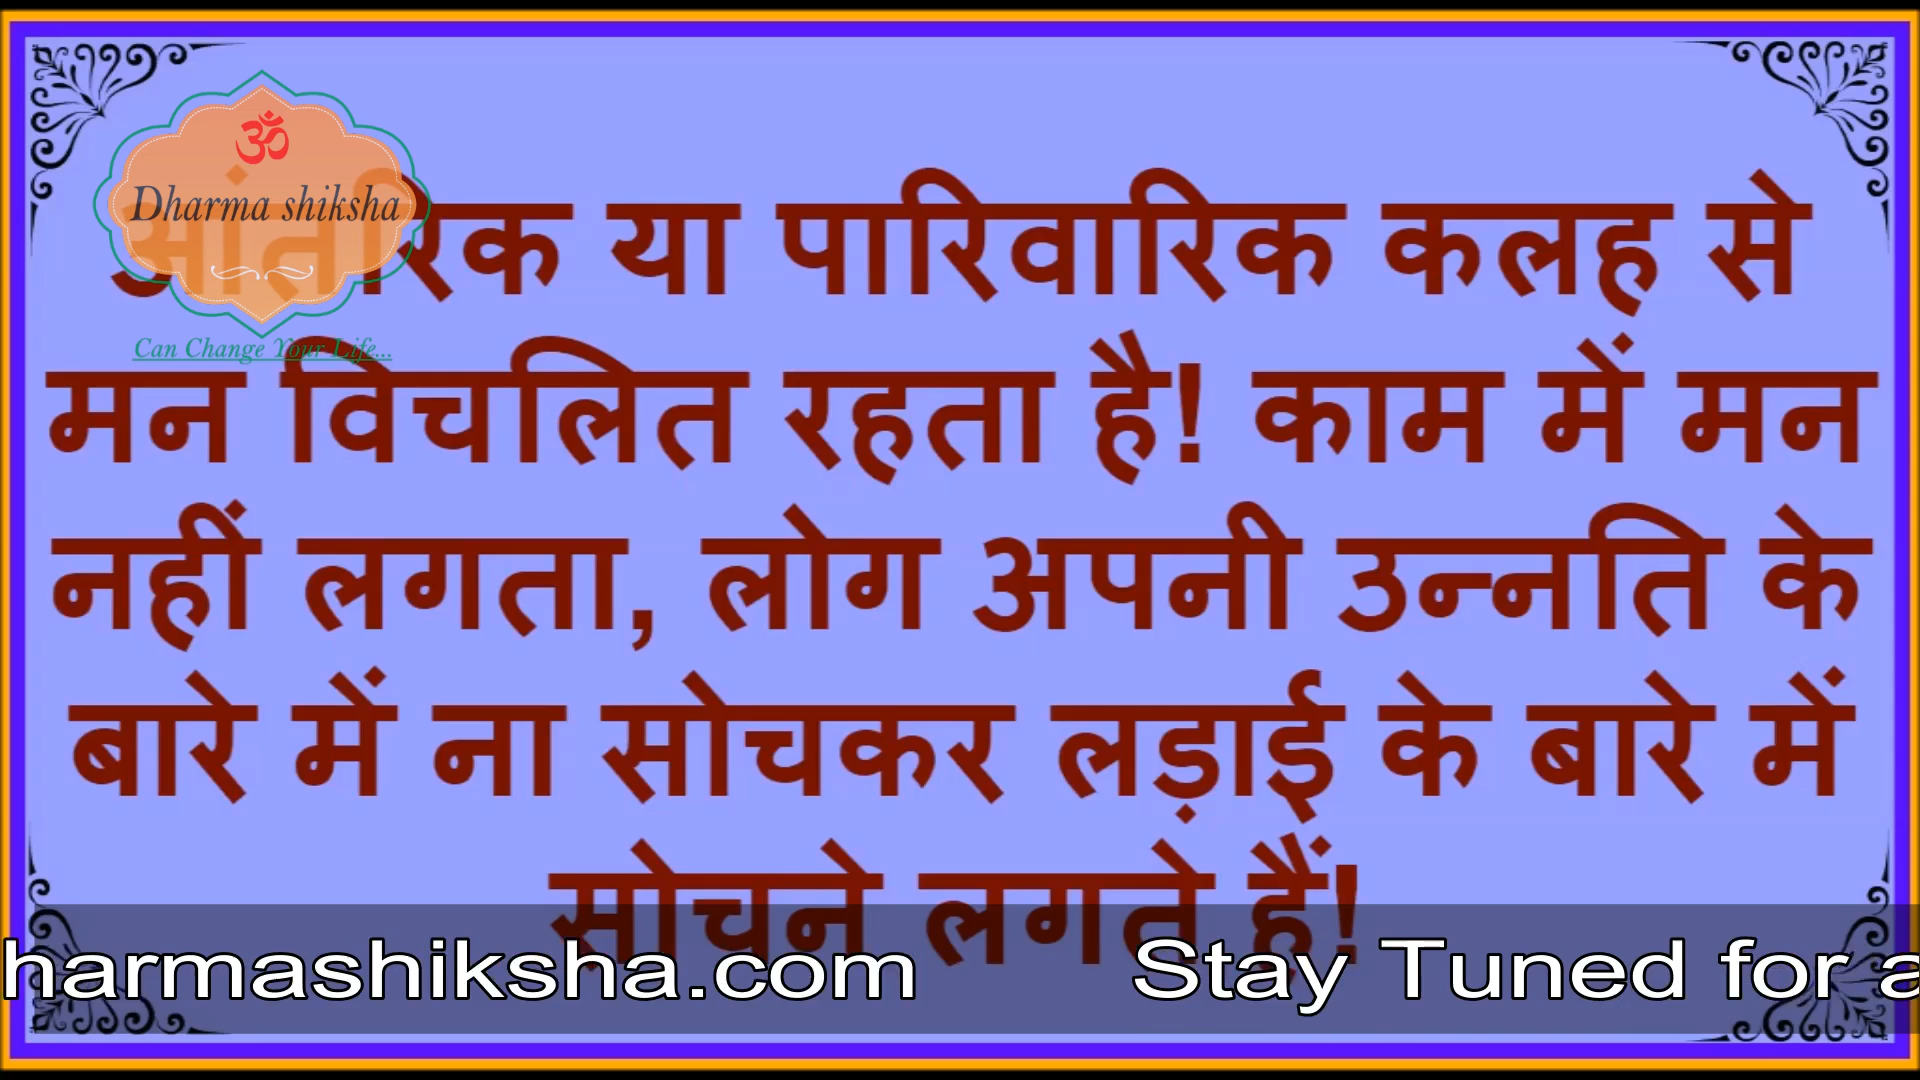 ॐ
Dharma shiksha
Can Change Your Life...
आंतरिक या पारिवारिक कलह से
मन विचलित रहता है! काम में मन
नहीं लगता, लोग अपनी उन्नति के
बारे में ना सोचकर लड़ाई के बारे में
सोचने लगते हैं!
harmashiksha.com Stay Tuned for a